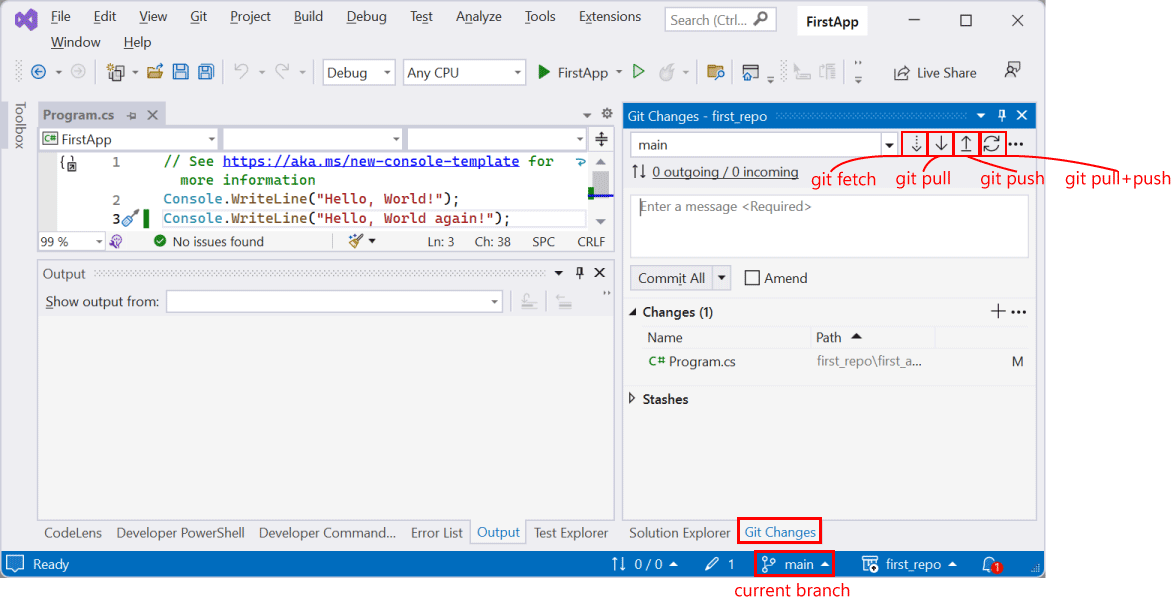 File Edit View Git Project Build Debug Test Analyze Tools Extensions Search (Ctrl... FirstApp
Window Help
Debug Any CPU FirstApp Live Share
Toolbox
Program.cs
FirstApp
1 // See https://aka.ms/new-console-template for
more information
2 Console.WriteLine("Hello, World!");
3 Console.WriteLine("Hello, World again!");
99 % No issues found Ln: 3 Ch: 38 SPC CRLF
Output
Show output from:
CodeLens Developer PowerShell Developer Command... Error List Output Test Explorer
Git Changes - first_repo
main
0 outgoing / 0 incoming
git fetch git pull git push git pull+push
Enter a message <Required>
Commit All Amend
Changes (1)
Name Path
C# Program.cs first_repo\first_a... M
Stashes
Solution Explorer Git Changes
Ready 0 / 0 1 main first_repo 1
current branch